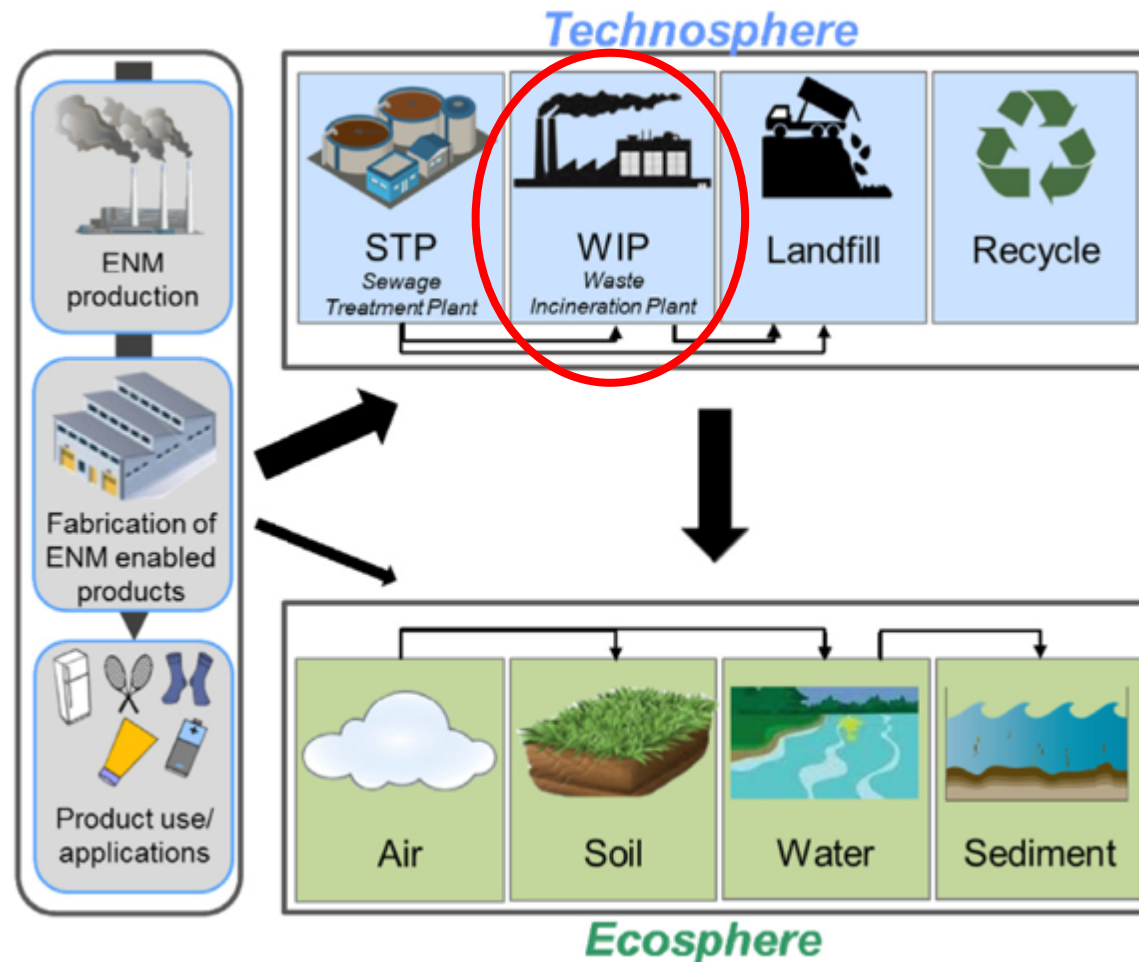 Technosphere
ENM
production
Fabrication of
ENM enabled
products
Product use/
applications
STP
Sewage
Treatment Plant
WIP
Waste
Incineration Plant
Landfill
Recycle
Air
Soil
Water
Sediment
Ecosphere